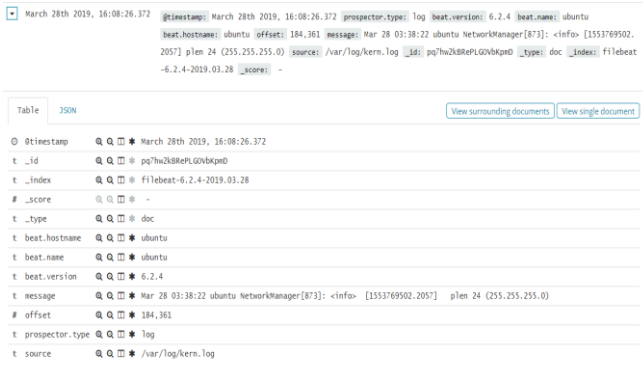 March 28th 2019, 16:08:26.372 @timestamp: March 28th 2019, 16:08:26.372 prospector.type: log beat.version: 6.2.4 beat.name: ubuntu
beat.hostname: ubuntu offset: 184,361 message: Mar 28 03:38:22 ubuntu NetworkManager[873]: <info> [1553769502.
2057] plen 24 (255.255.255.0) source: /var/log/kern.log _id: pq7hw2kBRePLGOVbKpmD _type: doc _index: filebeat
-6.2.4-2019.03.28 _score: -
Table JSON View surrounding documents View single document
@timestamp March 28th 2019, 16:08:26.372
t _id pq7hw2kBRePLGOVbKpmD
t _index filebeat-6.2.4-2019.03.28
# _score -
t _type doc
t beat.hostname ubuntu
t beat.name ubuntu
t beat.version 6.2.4
t message Mar 28 03:38:22 ubuntu NetworkManager[873]: <info> [1553769502.2057] plen 24 (255.255.255.0)
# offset 184,361
t prospector.type log
t source /var/log/kern.log